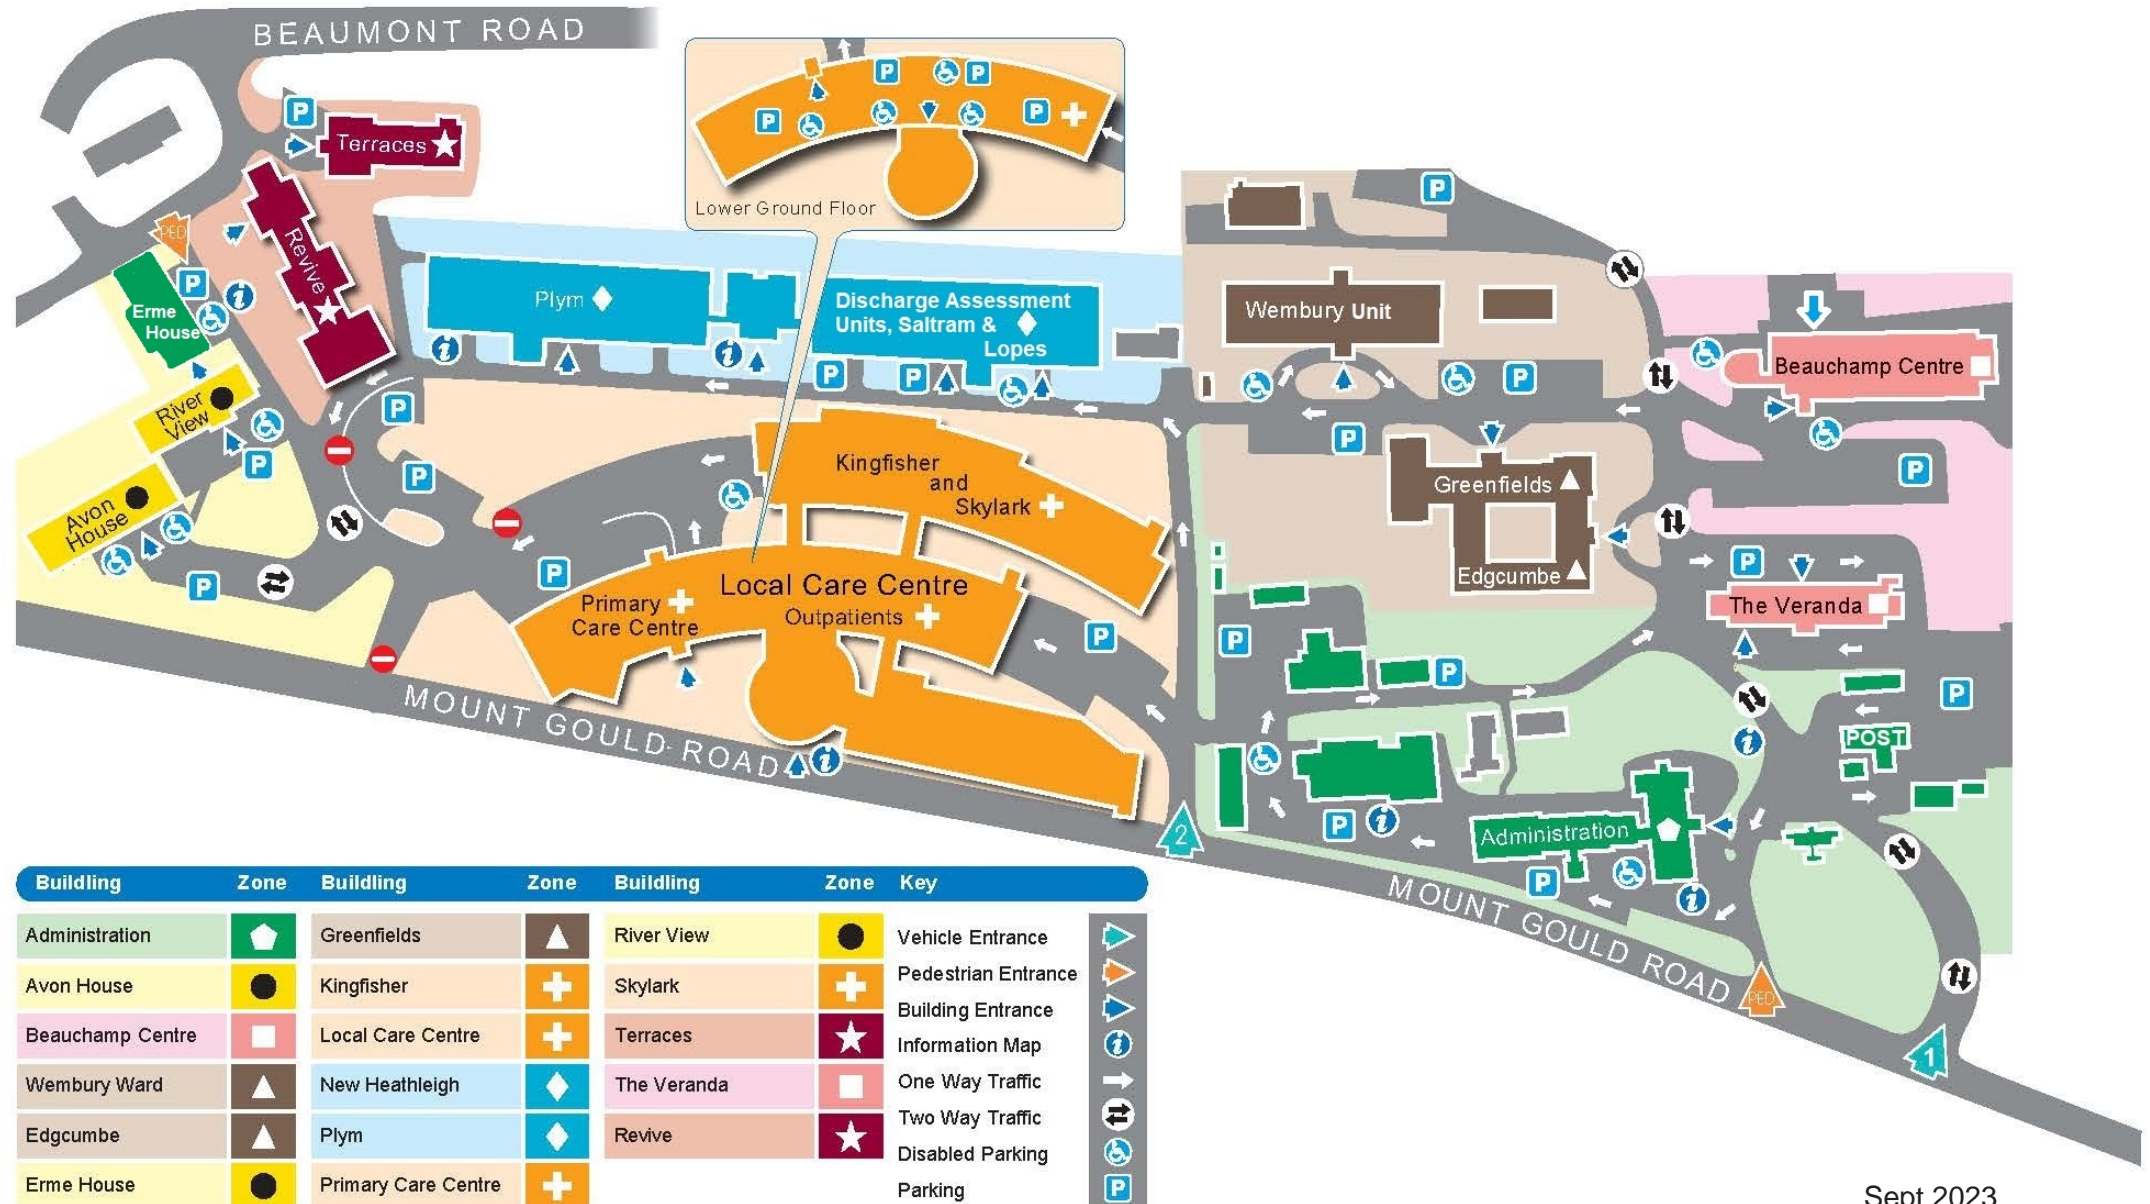 BEAUMONT ROAD
P
Terraces
PED
Revive
P
i
Erme
House
River
View
P
Avon
House
P
P
P
P
P
P
P
P
P
Lower Ground Floor
Plym
i
i
Discharge Assessment
Units, Saltram &
Lopes
P
P
Kingfisher
and
Skylark
Local Care Centre
Primary
Care Centre
Outpatients
P
i
MOUNT GOULD ROAD
2
P
Wembury Unit
P
P
Greenfields
Edgcumbe
Beauchamp Centre
P
P
The Veranda
P
P
P
i
POST
P
i
Administration
P
i
MOUNT GOULD ROAD
PED
1
Buildling Zone Buildling Zone Buildling Zone Key
Administration Greenfields River View Vehicle Entrance
Pedestrian Entrance
Avon House Kingfisher Skylark
Building Entrance
Beauchamp Centre Local Care Centre Terraces Information Map i
Wembury Ward New Heathleigh The Veranda One Way Traffic
Two Way Traffic
Edgcumbe Plym Revive
Disabled Parking
Erme House Primary Care Centre Parking P
Sept 2023